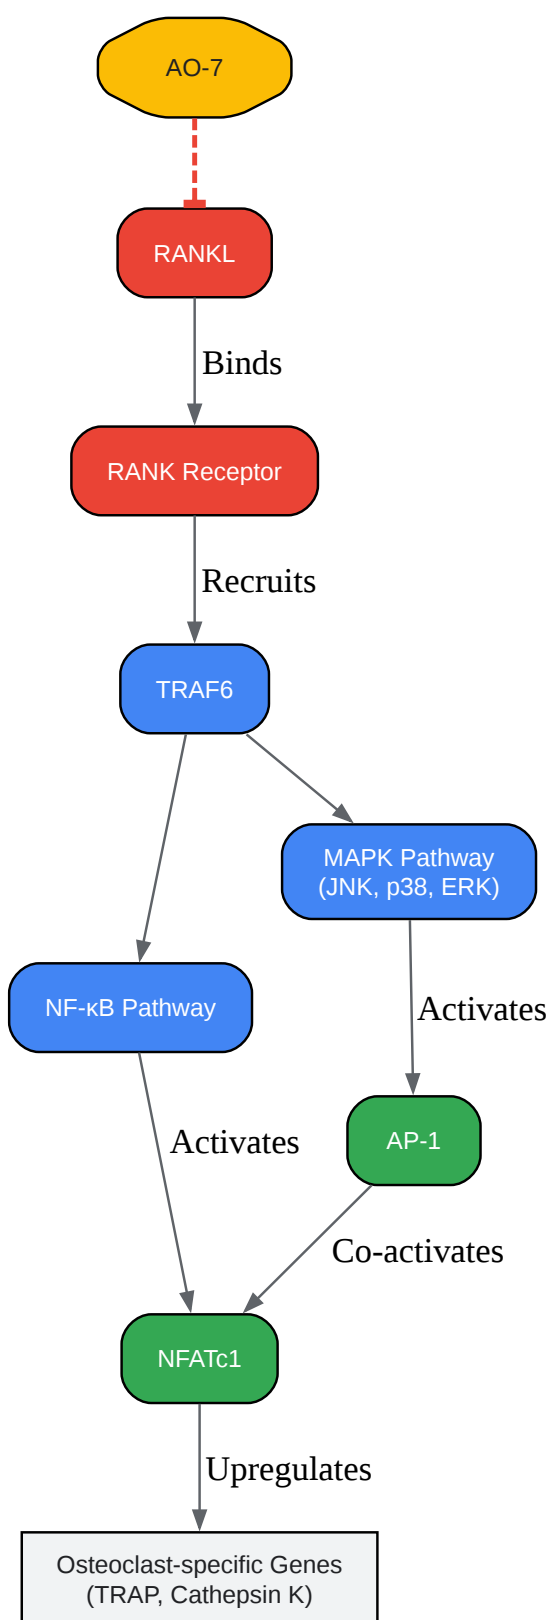 AO-7
RANKL
Binds
RANK Receptor
Recruits
TRAF6
MAPK Pathway
(JNK, p38, ERK)
NF-κB Pathway
Activates
AP-1
Activates
Co-activates
NFATc1
Upregulates
Osteoclast-specific Genes
(TRAP, Cathepsin K)